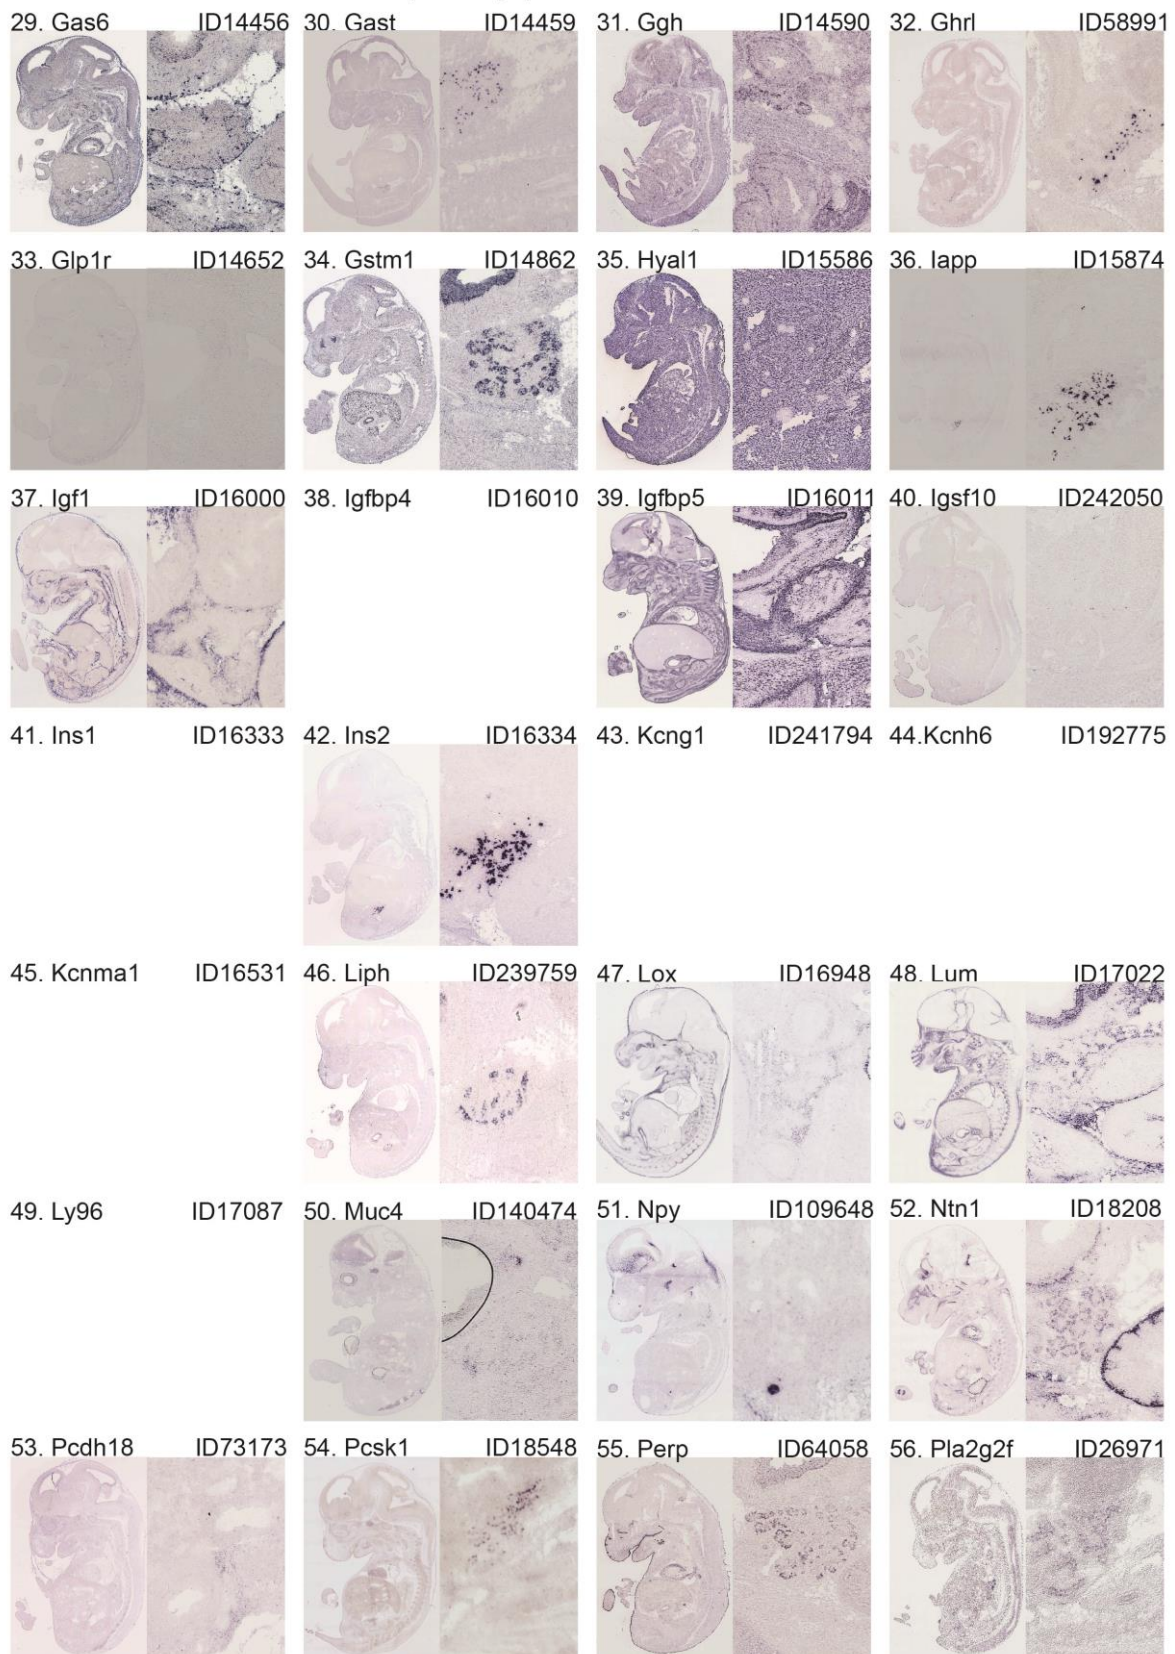 29. Gas6 ID14456 30. Gast ID14459 31. Ggh ID14590 32. Ghrl ID58991
33. Glp1r ID14652 34. Gstm1 ID14862 35. Hyal1 ID15586 36. Iapp ID15874
37. Igf1 ID16000 38. Igfbp4 ID16010 39. Igfbp5 ID16011 40. Igsf10 ID242050
41. Ins1 ID16333 42. Ins2 ID16334 43. Kcng1 ID241794 44.Kcnh6 ID192775
45. Kcnma1 ID16531 46. Liph ID239759 47. Lox ID16948 48. Lum ID17022
49. Ly96 ID17087 50. Muc4 ID140474 51. Npy ID109648 52. Ntn1 ID18208
53. Pcdh18 ID73173 54. Pcsk1 ID18548 55. Perp ID64058 56. Pla2g2f ID26971